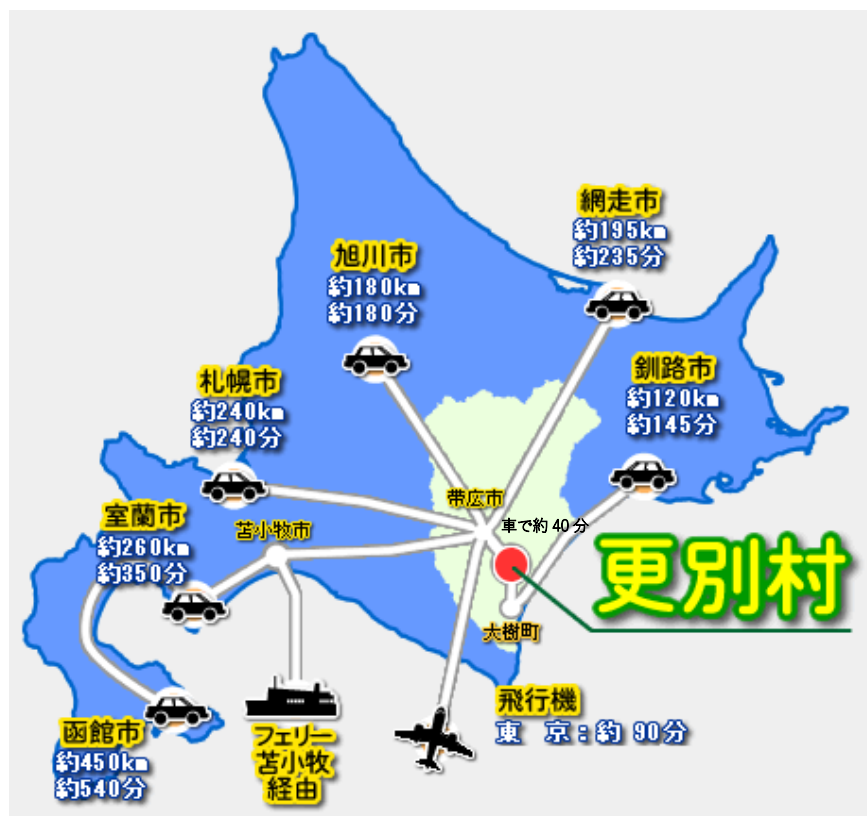 網走市
約195km
約235分
旭川市
約180km
約180分
札幌市
約240km
約240分
釧路市
約120km
約145分
帯広市
車で約40分
室蘭市
約260km
約350分
苫小牧市
更別村
大樹町
函館市
約450km
約540分
フェリー
苫小牧
経由
飛行機
東 京：約 90分